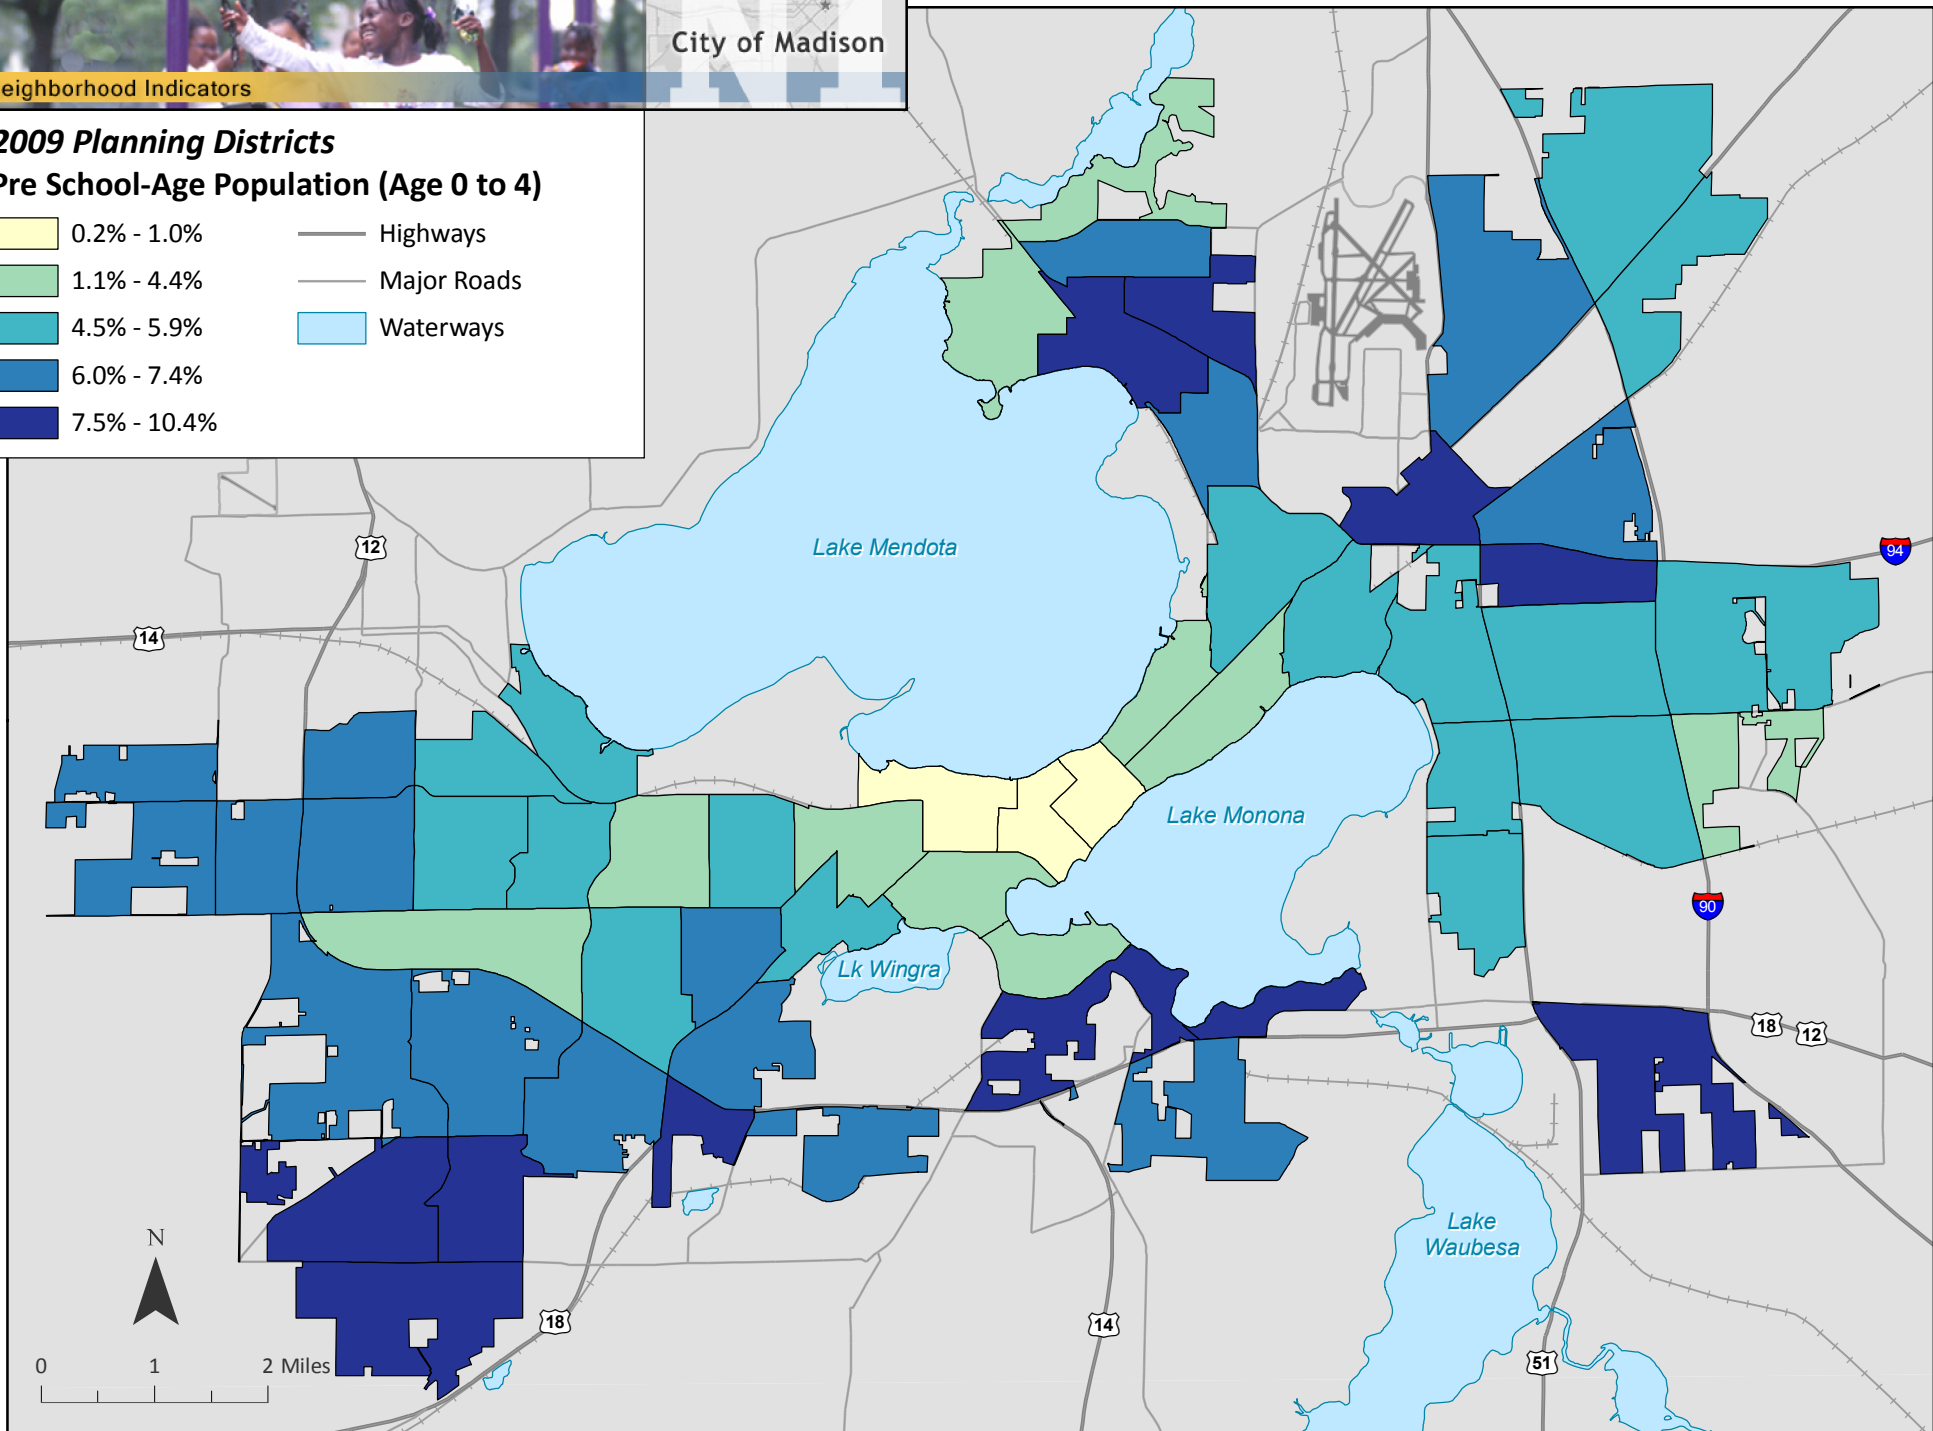 City of Madison
eighborhood Indicators
2009 Planning Districts
Pre School-Age Population (Age 0 to 4)
0.2% - 1.0%
Highways
1.1% - 4.4%
Major Roads
4.5% - 5.9%
Waterways
6.0% - 7.4%
7.5% - 10.4%
12
Lake Mendota
94
14
Lake Monona
90
Lk Wingra
18
12
Lake
Waubesa
N
18
14
51
0 1 2 Miles